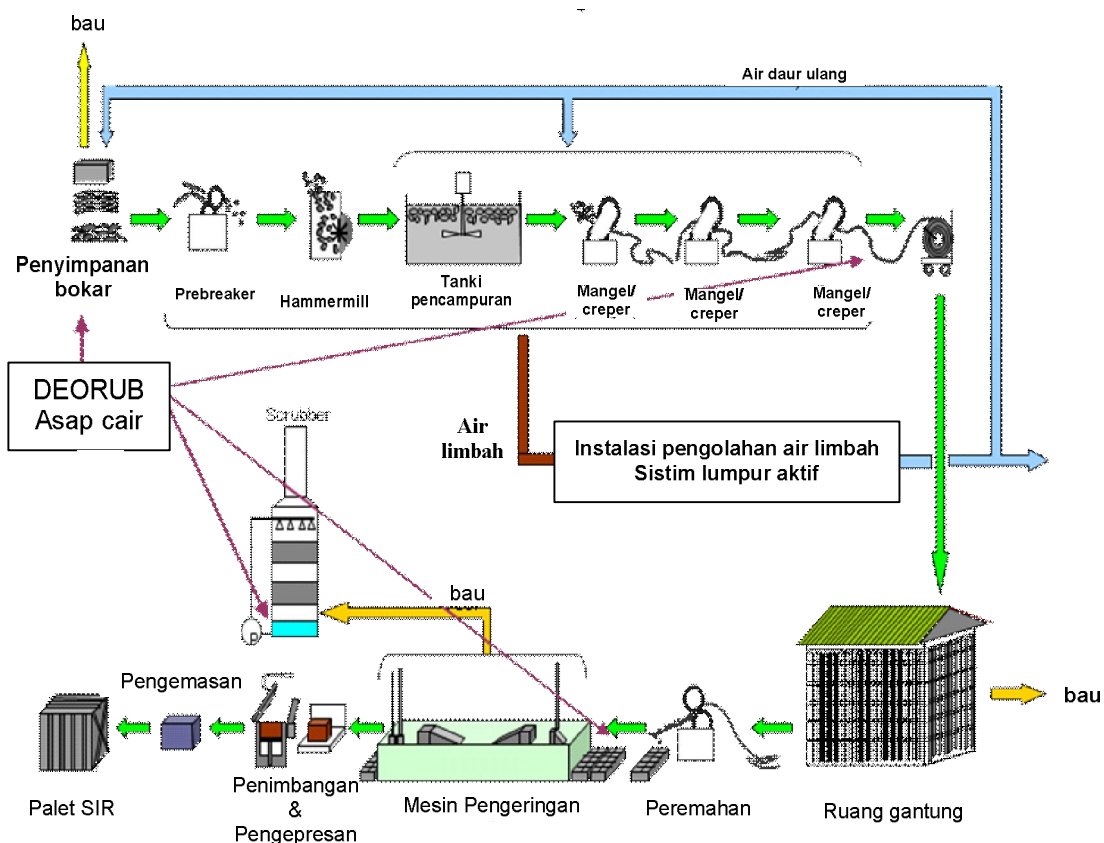 bau
Air daur ulang
Penyimpanan
bokar
Prebreaker
Hammermill
Tanki
pencampuran
Mangel/
creper
Mangel/
creper
Mangel/
creper
DEORUB
Asap cair
Air
limbah
Instalasi pengolahan air limbah
Sistim lumpur aktif
Scrubber
P
bau
bau
Pengemasan
Palet SIR
Penimbangan
&
Pengepresan
Mesin Pengeringan
Peremahan
Ruang gantung